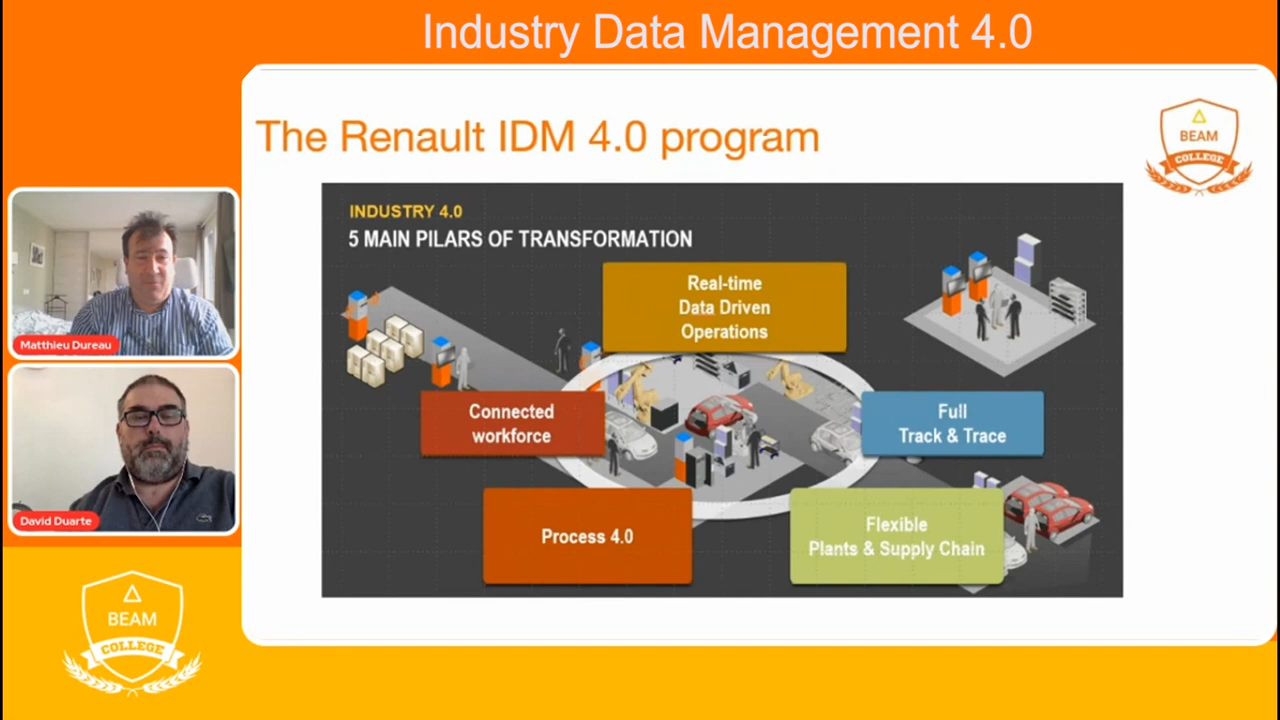 Industry Data Management 4.0
The Renault IDM 4.0 program
BEAM
COLLEGE
INDUSTRY 4.0
5 MAIN PILARS OF TRANSFORMATION
Real-time
Data Driven
Operations
Connected
workforce
Full
Track & Trace
Process 4.0
Flexible
Plants & Supply Chain
Matthieu Dureau
David Duarte
BEAM
COLLEGE